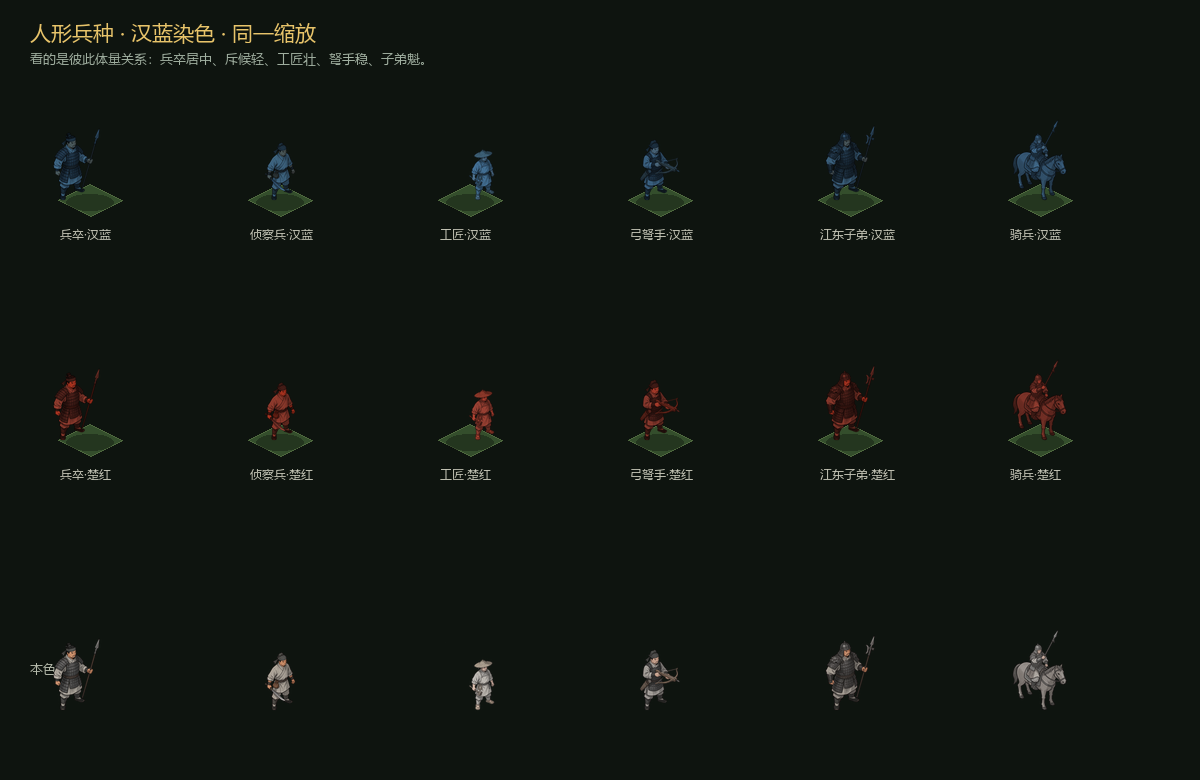 人形兵种 · 汉蓝染色 · 同一缩放
看的是彼此体量关系：兵卒居中、斥候轻、工匠壮、弩手稳、子弟魁。
兵卒·汉蓝
侦察兵·汉蓝
工匠·汉蓝
弓弩手·汉蓝
江东子弟·汉蓝
骑兵·汉蓝
兵卒·楚红
侦察兵·楚红
工匠·楚红
弓弩手·楚红
江东子弟·楚红
骑兵·楚红
本色